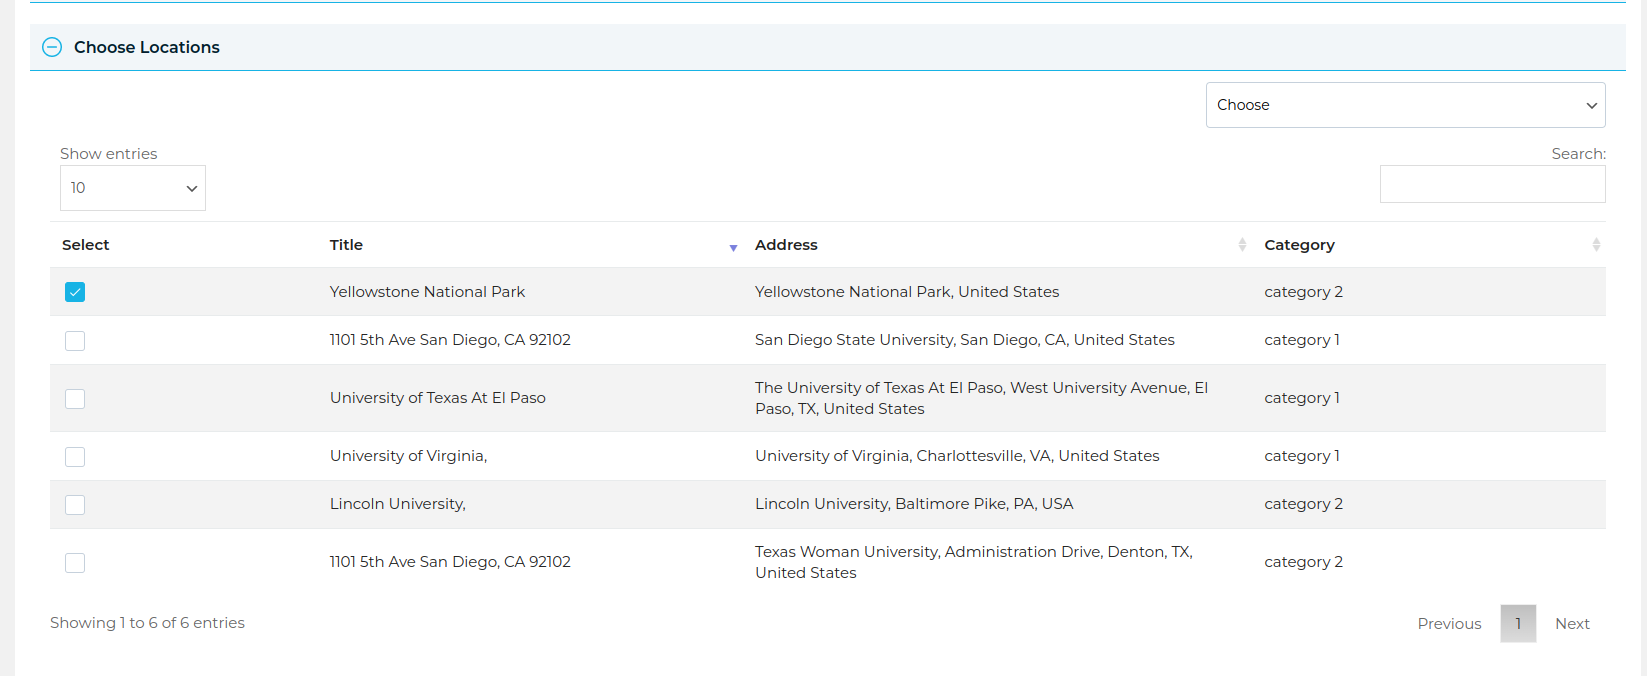 Choose Locations
Choose
Show entries
Search:
10
Select Title Address Category
Yellowstone National Park Yellowstone National Park, United States category 2
1101 5th Ave San Diego, CA 92102 San Diego State University, San Diego, CA, United States category 1
University of Texas At El Paso The University of Texas At El Paso, West University Avenue, El
Paso, TX, United States category 1
University of Virginia, University of Virginia, Charlottesville, VA, United States category 1
Lincoln University, Lincoln University, Baltimore Pike, PA, USA category 2
1101 5th Ave San Diego, CA 92102 Texas Woman University, Administration Drive, Denton, TX,
United States category 2
Showing 1 to 6 of 6 entries Previous 1 Next